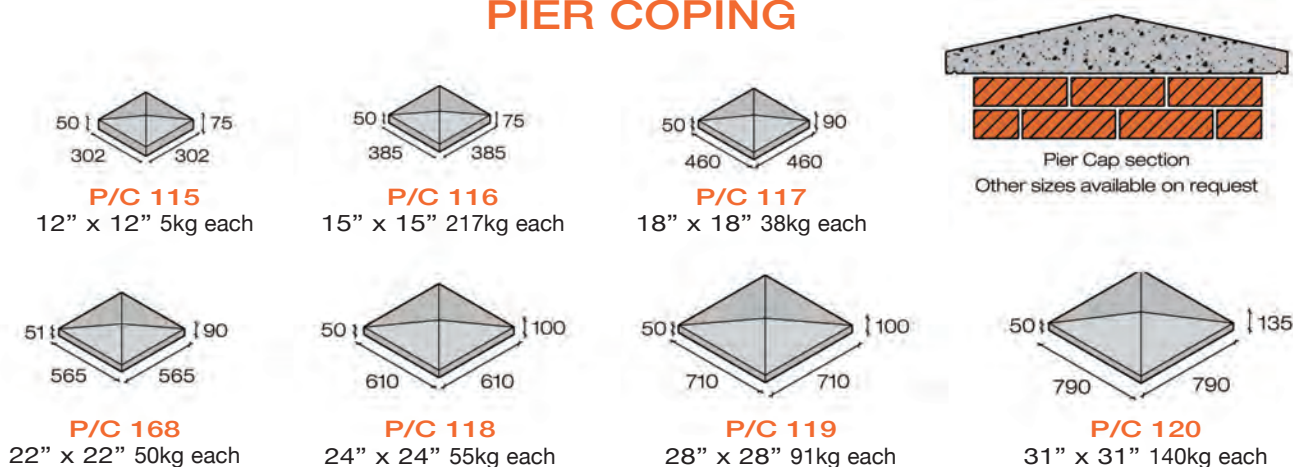 PIER COPING
50 75
302 302
P/C 115
12” x 12” 5kg each
50 75
385 385
P/C 116
15” x 15” 217kg each
50 90
460 460
P/C 117
18” x 18” 38kg each
Pier Cap section
Other sizes available on request
51 90
565 565
P/C 168
22” x 22” 50kg each
50 100
610 610
P/C 118
24” x 24” 55kg each
50 100
710 710
P/C 119
28” x 28” 91kg each
50 135
790 790
P/C 120
31” x 31” 140kg each